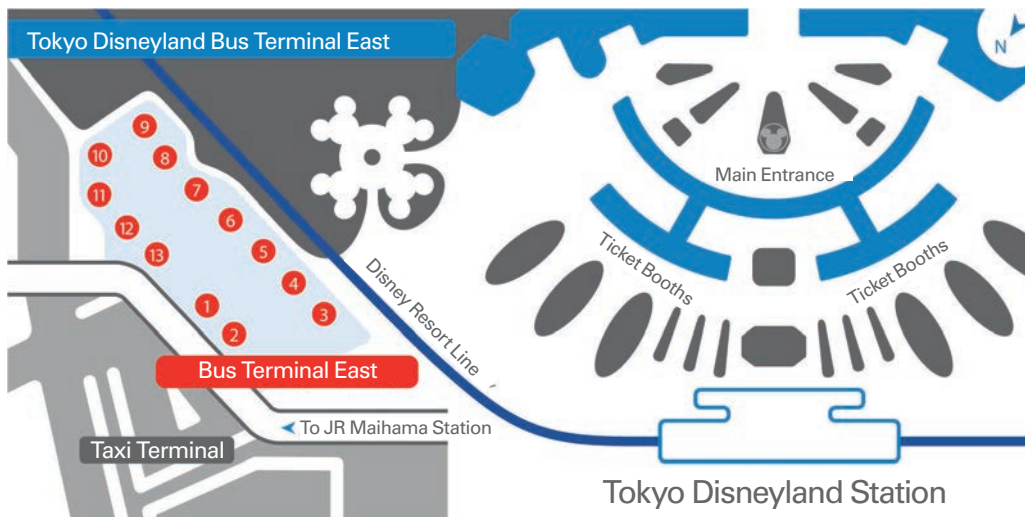 Tokyo Disneyland Bus Terminal East
N
9
10
8
11
7
12
6
13
5
4
1
3
2
Bus Terminal East
Taxi Terminal
To JR Maihama Station
Disney Resort Line
Main Entrance
Ticket Booths
Ticket Booths
Tokyo Disneyland Station